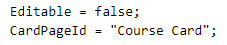 Editable = false;
CardPageId = "Course Card";